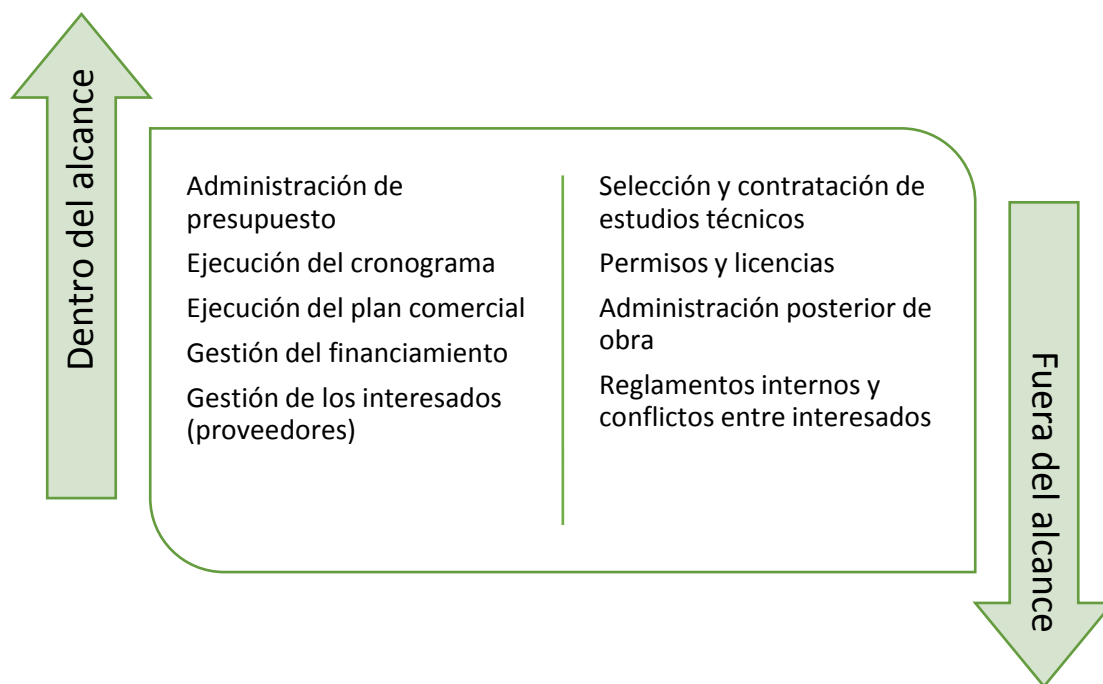 Dentro del alcance
Administración de
presupuesto
Ejecución del cronograma
Ejecución del plan comercial
Gestión del financiamiento
Gestión de los interesados
(proveedores)
Selección y contratación de
estudios técnicos
Permisos y licencias
Administración posterior de
obra
Reglamentos internos y
conflictos entre interesados
Fuera del alcance